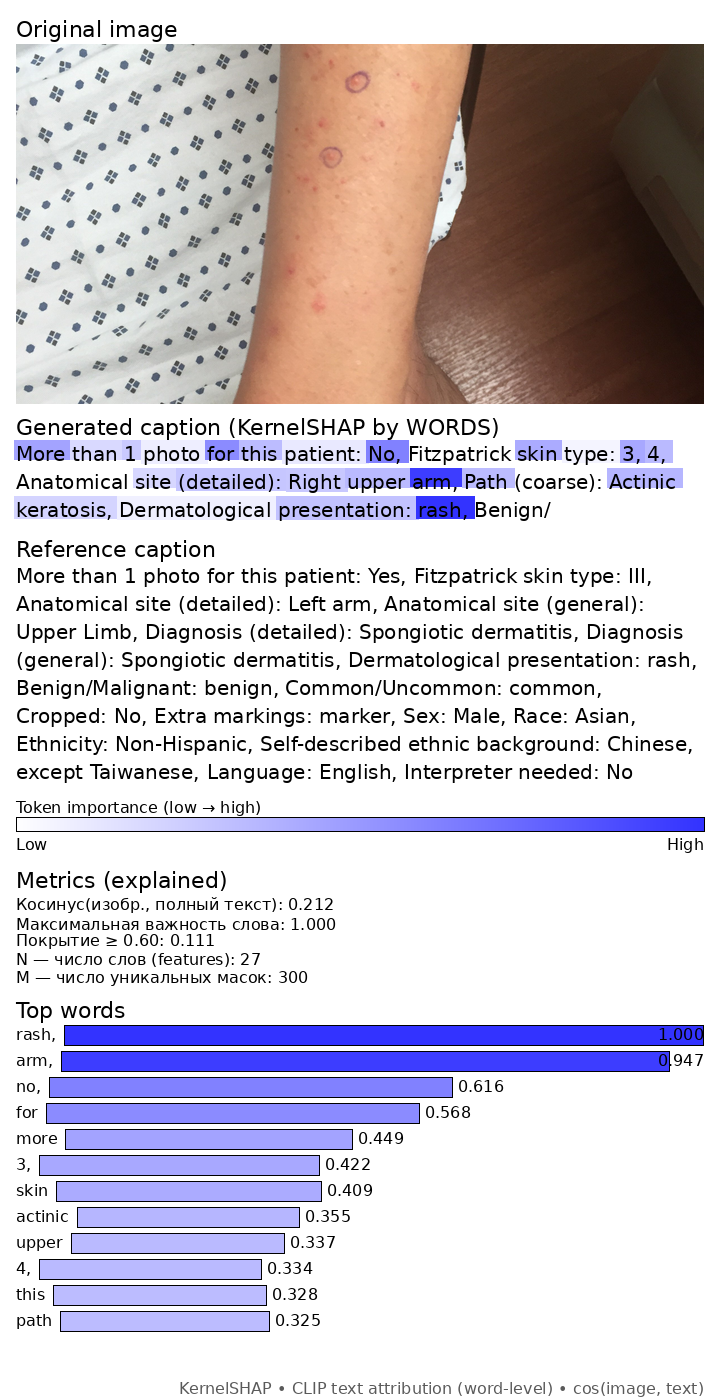 Original image
Generated caption (KernelSHAP by WORDS)
More than 1 photo for this patient: No, Fitzpatrick skin type: 3, 4,
Anatomical site (detailed): Right upper arm, Path (coarse): Actinic
keratosis, Dermatological presentation: rash, Benign/
Reference caption
More than 1 photo for this patient: Yes, Fitzpatrick skin type: III,
Anatomical site (detailed): Left arm, Anatomical site (general):
Upper Limb, Diagnosis (detailed): Spongiotic dermatitis, Diagnosis
(general): Spongiotic dermatitis, Dermatological presentation: rash,
Benign/Malignant: benign, Common/Uncommon: common,
Cropped: No, Extra markings: marker, Sex: Male, Race: Asian,
Ethnicity: Non-Hispanic, Self-described ethnic background: Chinese,
except Taiwanese, Language: English, Interpreter needed: No
Token importance (low → high)
Low High
Metrics (explained)
Косинус(изобр., полный текст): 0.212
Максимальная важность слова: 1.000
Покрытие ≥ 0.60: 0.111
N — число слов (features): 27
M — число уникальных масок: 300
Top words
rash, 1.000
arm, 0.947
no, 0.616
for 0.568
more 0.449
3, 0.422
skin 0.409
actinic 0.355
upper 0.337
4, 0.334
this 0.328
path 0.325
KernelSHAP • CLIP text attribution (word-level) • cos(image, text)